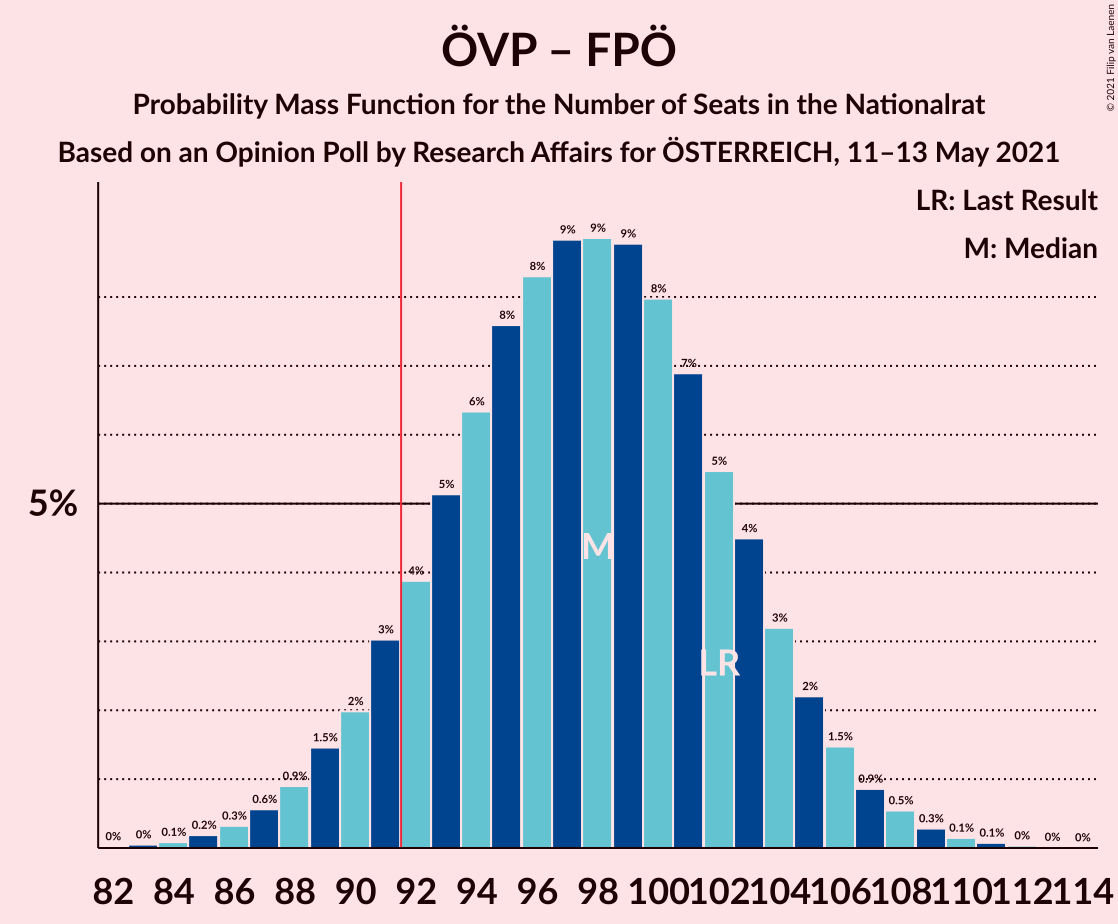 ÖVP – FPÖ
Probability Mass Function for the Number of Seats in the Nationalrat
Based on an Opinion Poll by Research Affairs for ÖSTERREICH, 11–13 May 2021
© 2021 Filip van Laenen
LR: Last Result
M: Median
5%
0% 0% 0.1% 0.2% 0.3% 0.6% 0.9% 1.5% 2% 3% 4% 5% 6% 8% 8% 9% 9% 9% 8% 7% 5% 4% 3% 2% 1.5% 0.9% 0.5% 0.3% 0.1% 0.1% 0% 0% 0%
M
LR
82 84 86 88 90 92 94 96 98 100 102 104 106 108 110 112 114